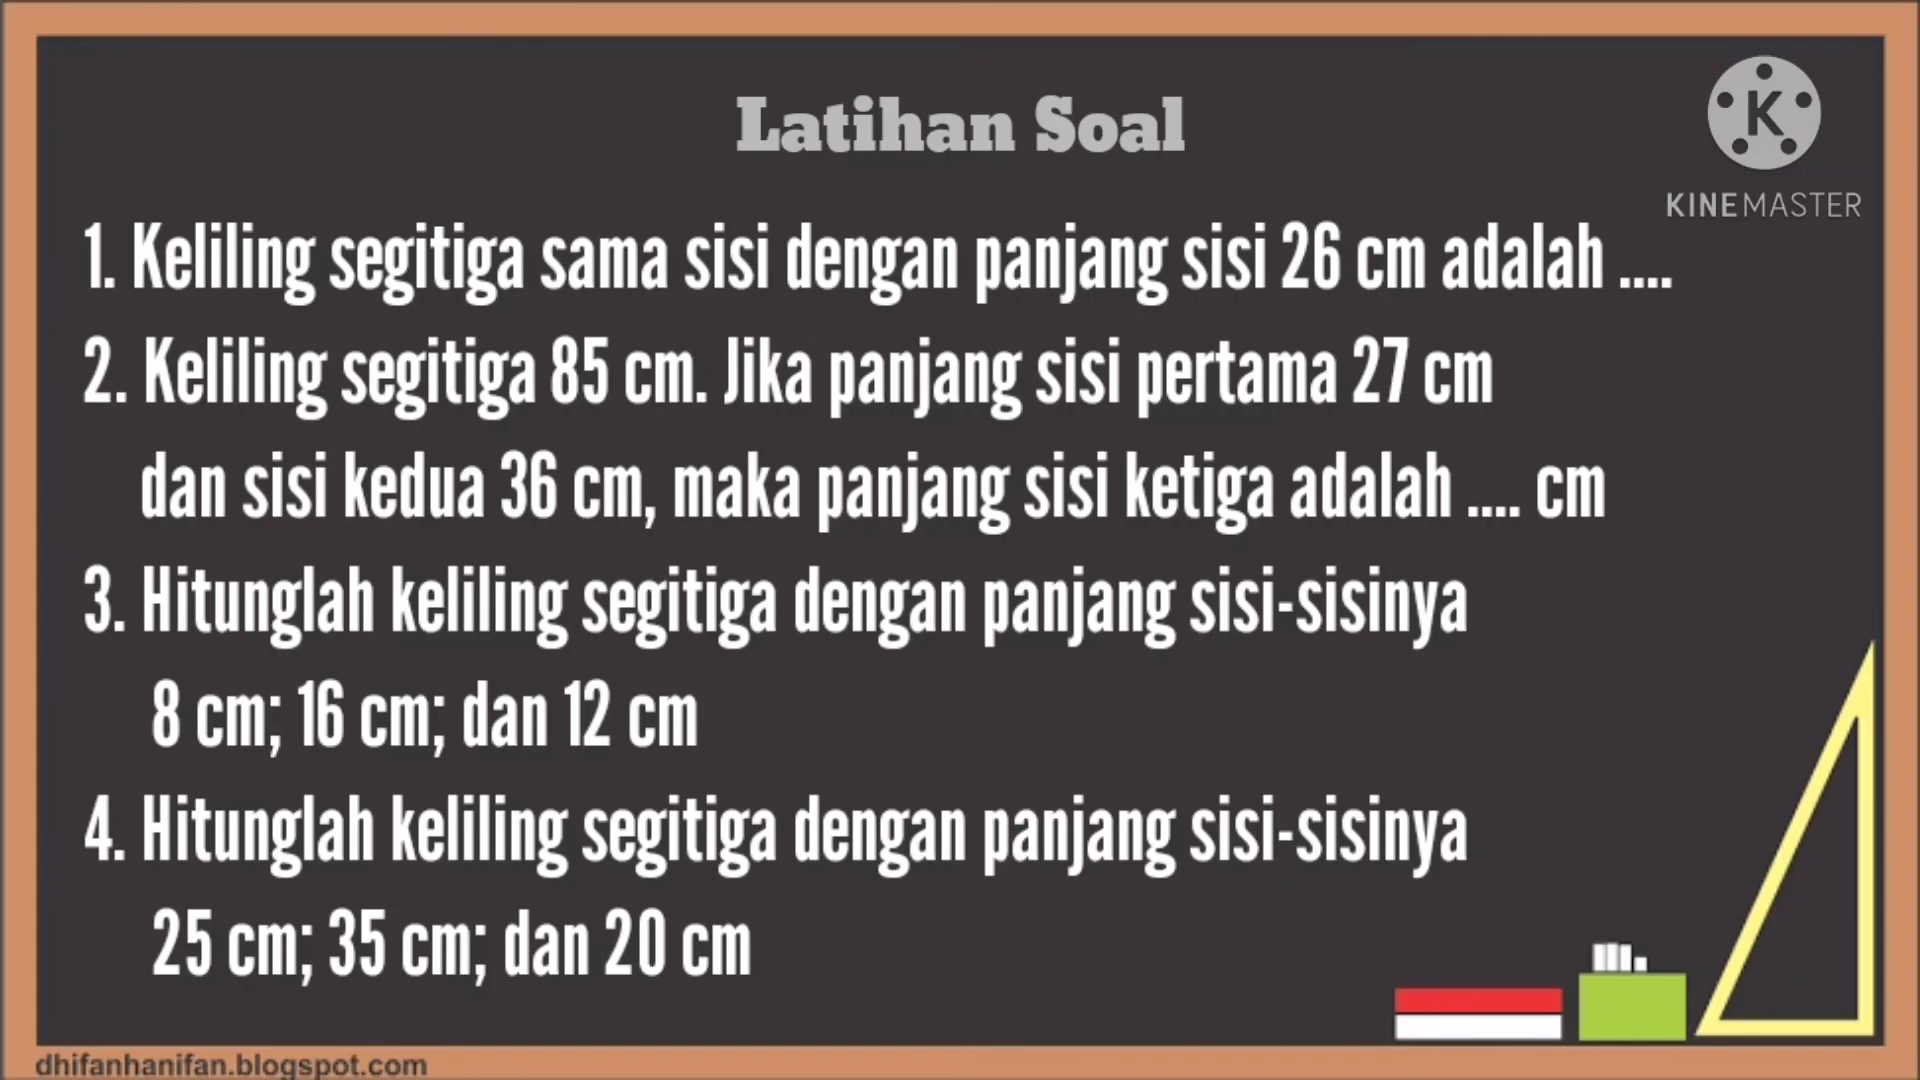 Latihan Soal
K
KINEMASTER
1. Keliling segitiga sama sisi dengan panjang sisi 26 cm adalah ....
2. Keliling segitiga 85 cm. Jika panjang sisi pertama 27 cm
dan sisi kedua 36 cm, maka panjang sisi ketiga adalah .... cm
3. Hitunglah keliling segitiga dengan panjang sisi-sisinya
8 cm; 16 cm; dan 12 cm
4. Hitunglah keliling segitiga dengan panjang sisi-sisinya
25 cm; 35 cm; dan 20 cm
dhifanhanifan.blogspot.com